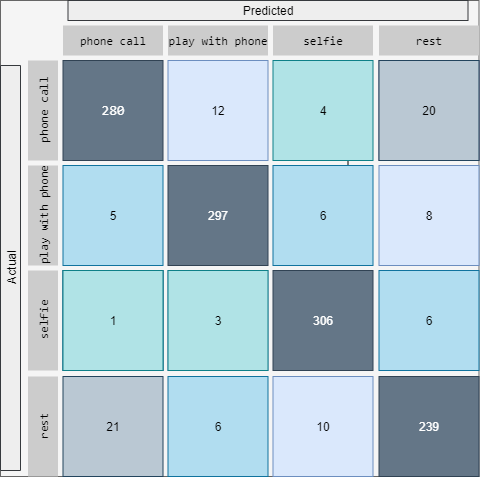 Predicted
phone call play with phone selfie rest
Actual
phone call 280 12 4 20
play with phone 5 297 6 8
selfie 1 3 306 6
rest 21 6 10 239